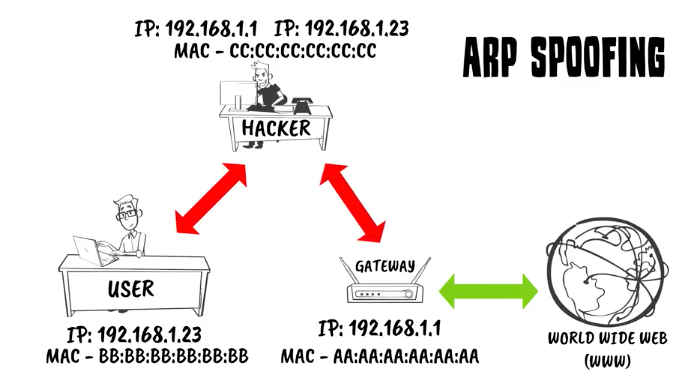 IP: 192.168.1.1 IP: 192.168.1.23
MAC - CC:CC:CC:CC:CC:CC
ARP SPOOFING
HACKER
GATEWAY
USER
IP: 192.168.1.23
MAC - BB:BB:BB:BB:BB:BB
IP: 192.168.1.1
MAC - AA:AA:AA:AA:AA:AA
WORLD WIDE WEB
(WWW)